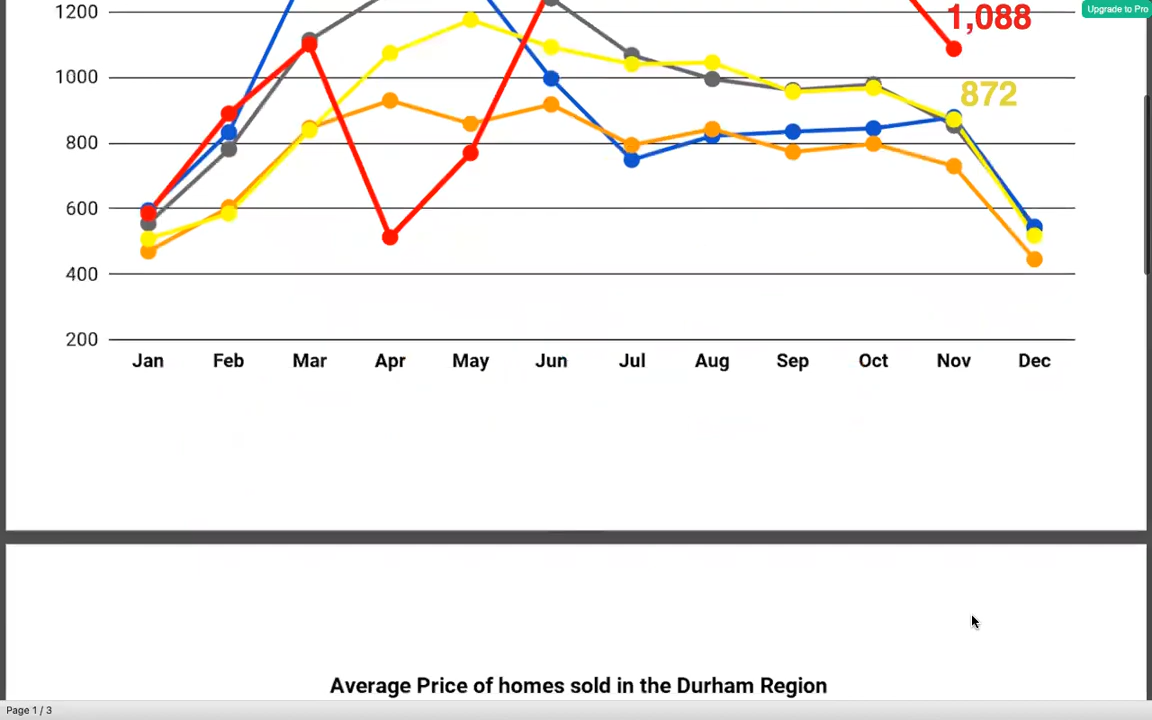 Upgrade to Pro
1200
1,088
1000
872
800
600
400
200
Jan Feb Mar Apr May Jun Jul Aug Sep Oct Nov Dec
Average Price of homes sold in the Durham Region
Page 1 / 3